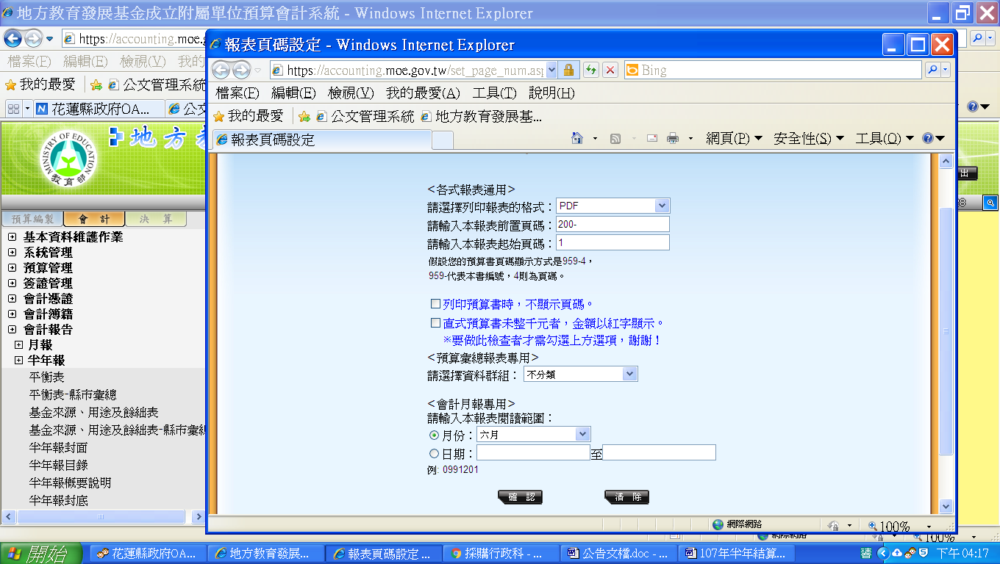 地方教育發展基金成立附屬單位預算會計系統 - Windows Internet Explorer
https://accounting.moe.g
檔案(F) 編輯(E) 檢視(V) 我的
我的最愛 公文管理系統
花蓮縣政府OA... 公文
地方教
MINISTRY OF EDUCATION
教育部
出
預算編製 會 計 決 算
基本資料維護作業
系統管理
預算管理
簽證管理
會計憑證
會計簿籍
會計報告
月報
半年報
平衡表
平衡表-縣市彙總
基金來源、用途及餘絀表
基金來源、用途及餘絀表-縣市彙總
半年報封面
半年報目錄
半年報概要說明
半年報封底
報表頁碼設定 - Windows Internet Explorer
https://accounting.moe.gov.tw/set_page_num.asp
Bing
檔案(F) 編輯(E) 檢視(V) 我的最愛(A) 工具(T) 說明(H)
我的最愛 公文管理系統 地方教育發展基...
報表頁碼設定
網頁(P) 安全性(S) 工具(O)
<各式報表通用>
請選擇列印報表的格式：PDF
請輸入本報表前置頁碼：200-
請輸入本報表起始頁碼：1
假設您的預算書頁碼顯示方式是959-4，
959-代表本書編號，4則為頁碼。
列印預算書時，不顯示頁碼。
直式預算書未整千元者，金額以紅字顯示。
※要做此檢查者才需勾選上方選項，謝謝！
<預算彙總報表專用>
請選擇資料群組： 不分類
<會計月報專用>
請輸入本報表閱讀範圍：
月份：六月
日期： 至
例: 0991201
確 認 清 除
網際網路 100%
網際網路 100%
開始 花蓮縣政府OA... 地方教育發展... 報表頁碼設定 ... 採購行政科 - ... 公告文檔.doc - ... 107年半年結算... 下午 04:17